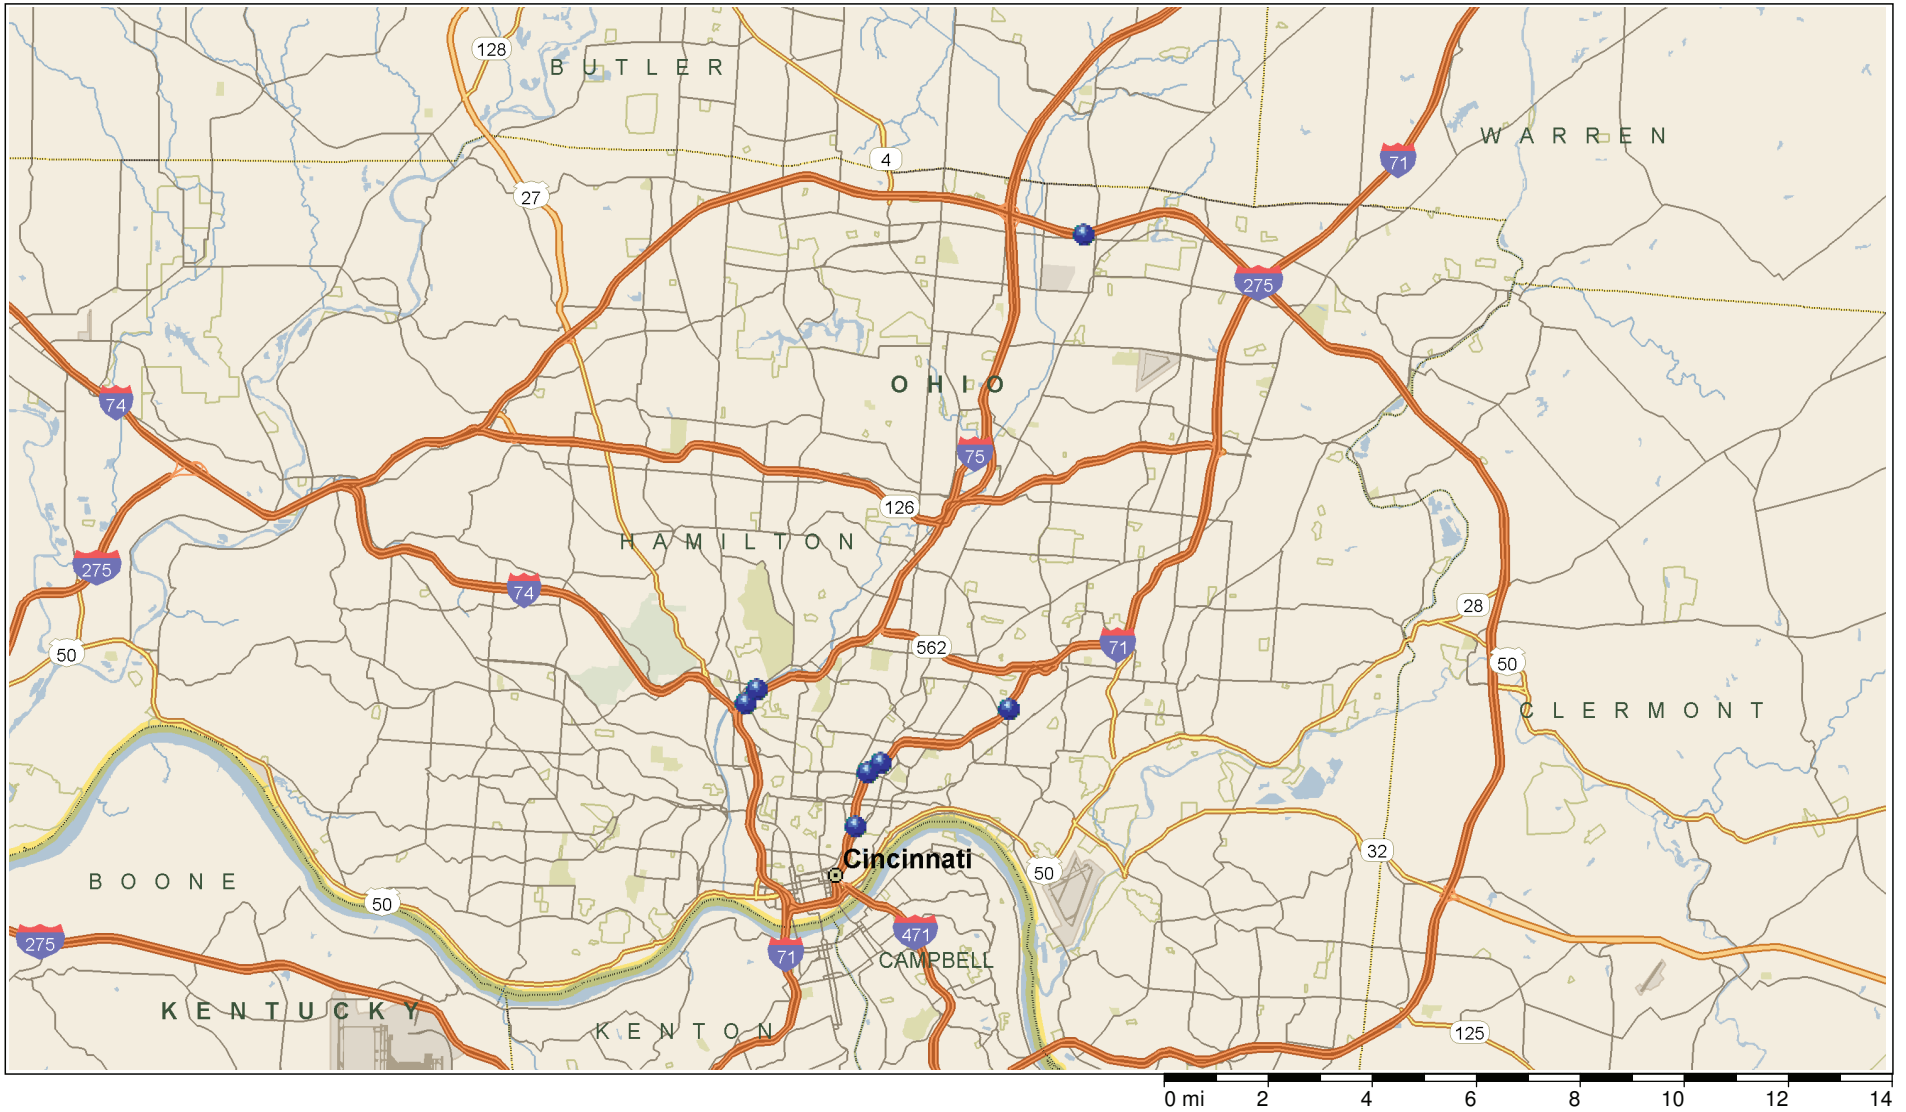 128
BUTLER
WARREN
4
71
27
275
OHIO
74
75
126
HAMILTON
275
74
28
562
71
50
50
CLERMONT
32
Cincinnati
50
BOONE
50
471
275
71
CAMPBELL
KENTUCKY
KENTON
125
0 mi 2 4 6 8 10 12 14